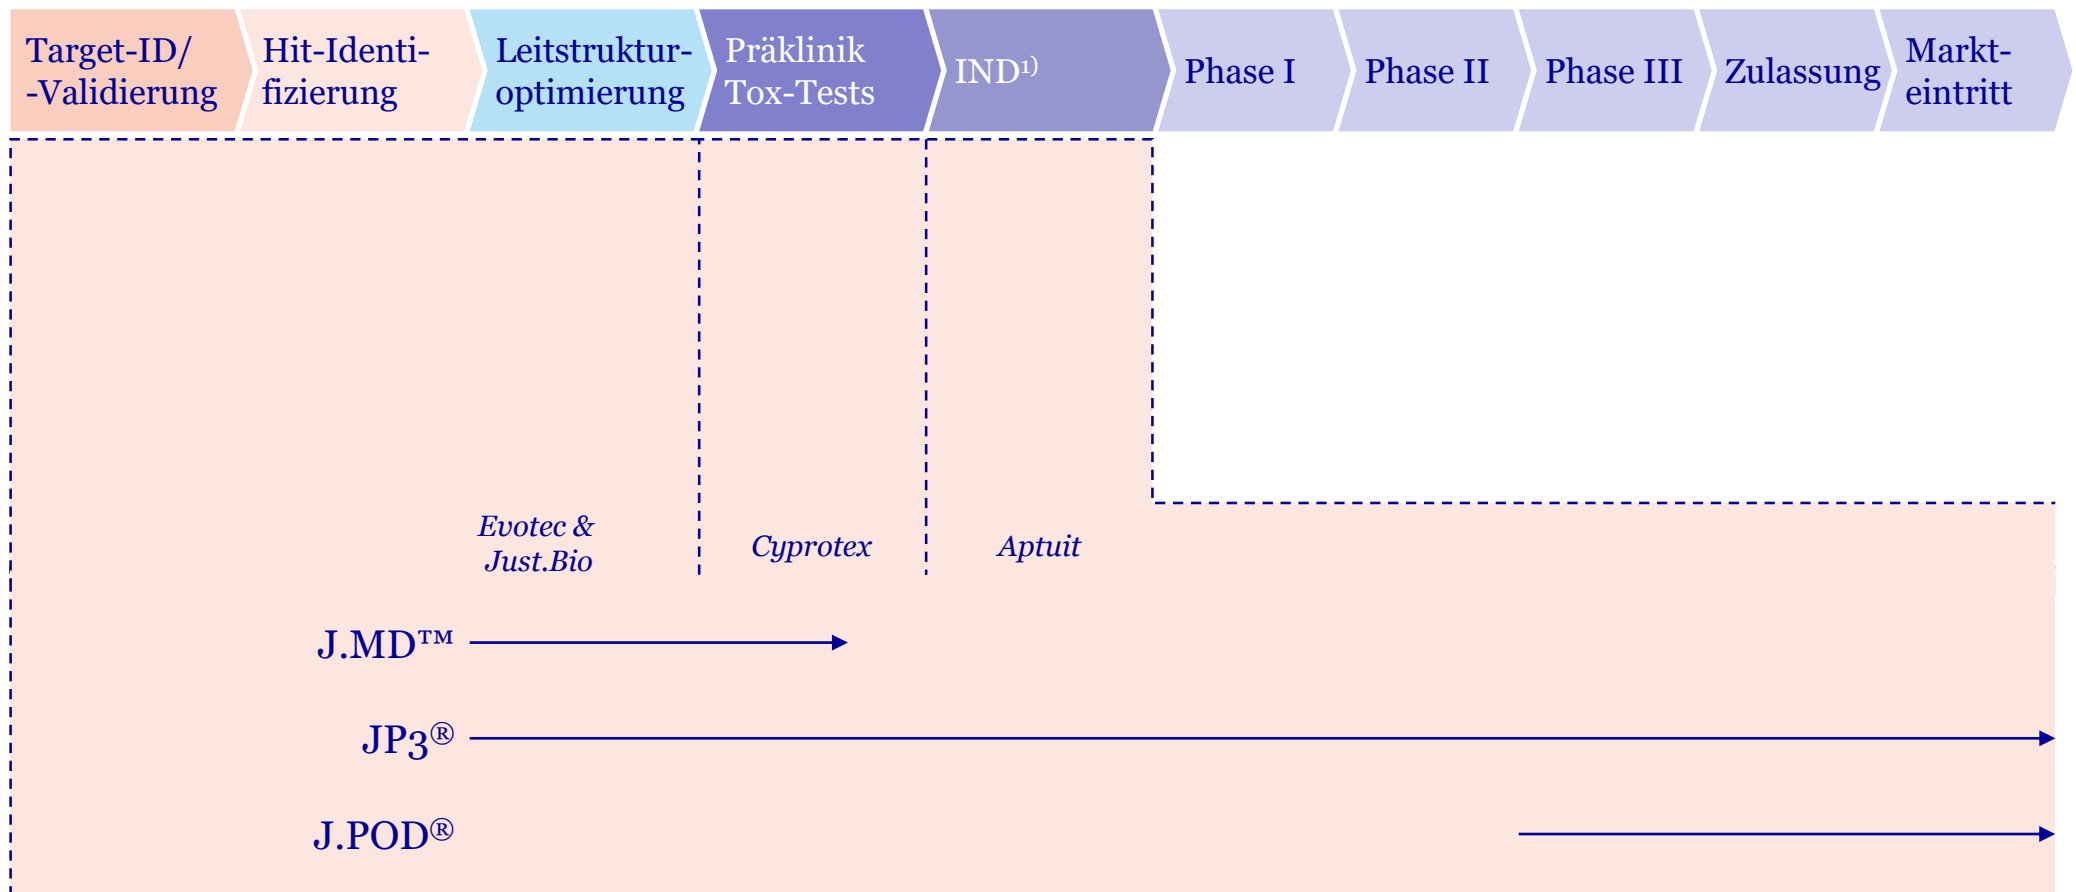 Target-ID/
-Validierung
Hit-Identi-
fizierung
Leitstruktur-
optimierung
Präklinik
Tox-Tests
IND¹⁾
Phase I
Phase II
Phase III
Zulassung
Markt-
eintritt
Evotec &
Just.Bio
Cyprotex
Aptuit
J.MD™
JP3®
J.POD®